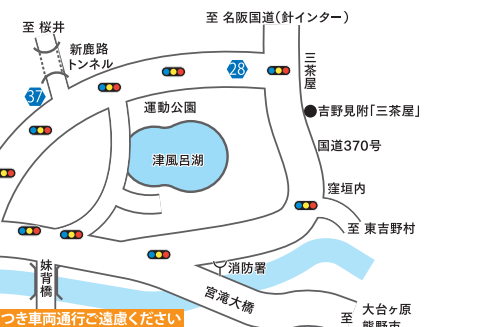 至 名阪国道(針インター)
至 桜井
新鹿路
トンネル
三茶屋
28
37
運動公園
吉野見附「三茶屋」
国道370号
津風呂湖
窪垣内
至 東吉野村
妹背橋
消防署
宮滝大橋
大台ヶ原
至
つき車両通行ご遠慮ください